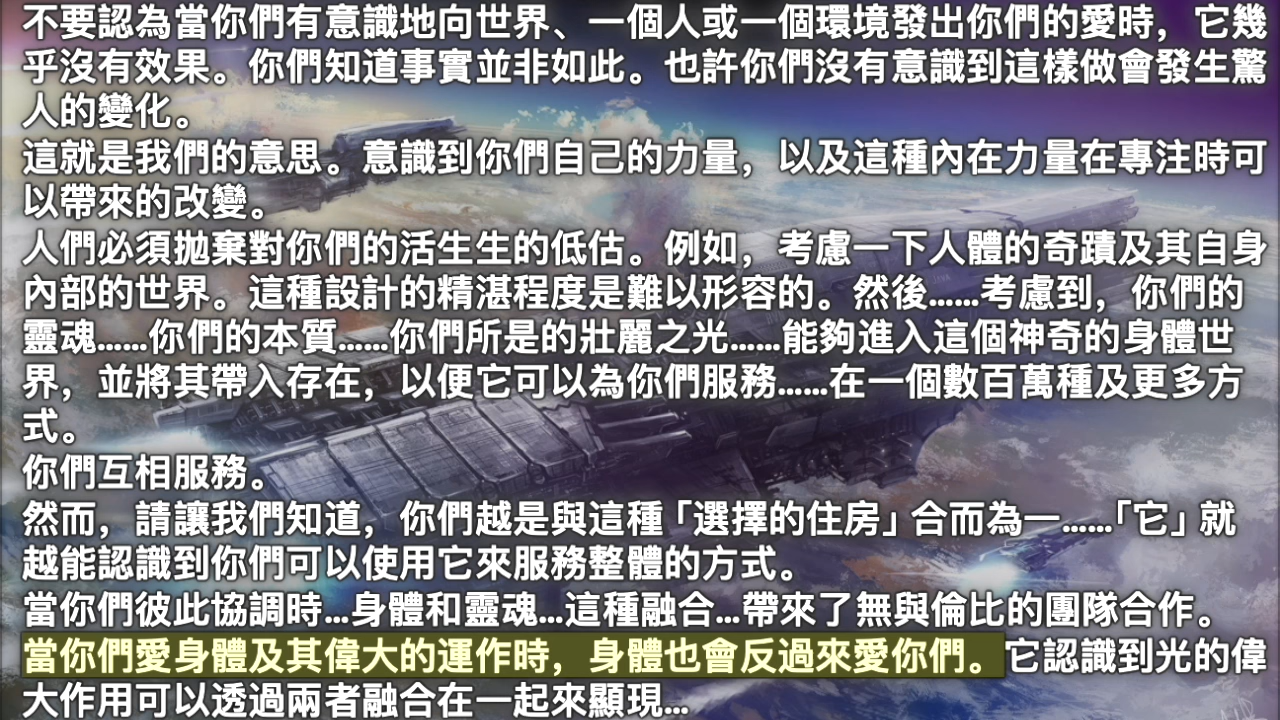 不要認為當你們有意識地向世界、一個人或一個環境發出你們的愛時，它幾
乎沒有效果。你們知道事實並非如此。也許你們沒有意識到這樣做會發生驚
人的變化。
這就是我們的意思。意識到你們自己的力量，以及這種內在力量在專注時可
以帶來的改變。
人們必須拋棄對你們的活生生的低估。例如，考慮一下人體的奇蹟及其自身
內部的世界。這種設計的精湛程度是難以形容的。然後……考慮到，你們的
靈魂……你們的本質……你們所是的壯麗之光……能夠進入這個神奇的身體世
界，並將其帶入存在，以便它可以為你們服務……在一個數百萬種及更多方
式。
你們互相服務。
然而，請讓我們知道，你們越是與這種「選擇的住房」合而為一……「它」就
越能認識到你們可以使用它來服務整體的方式。
當你們彼此協調時…身體和靈魂…這種融合…帶來了無與倫比的團隊合作。
當你們愛身體及其偉大的運作時，身體也會反過來愛你們。它認識到光的偉
大作用可以透過兩者融合在一起來顯現…